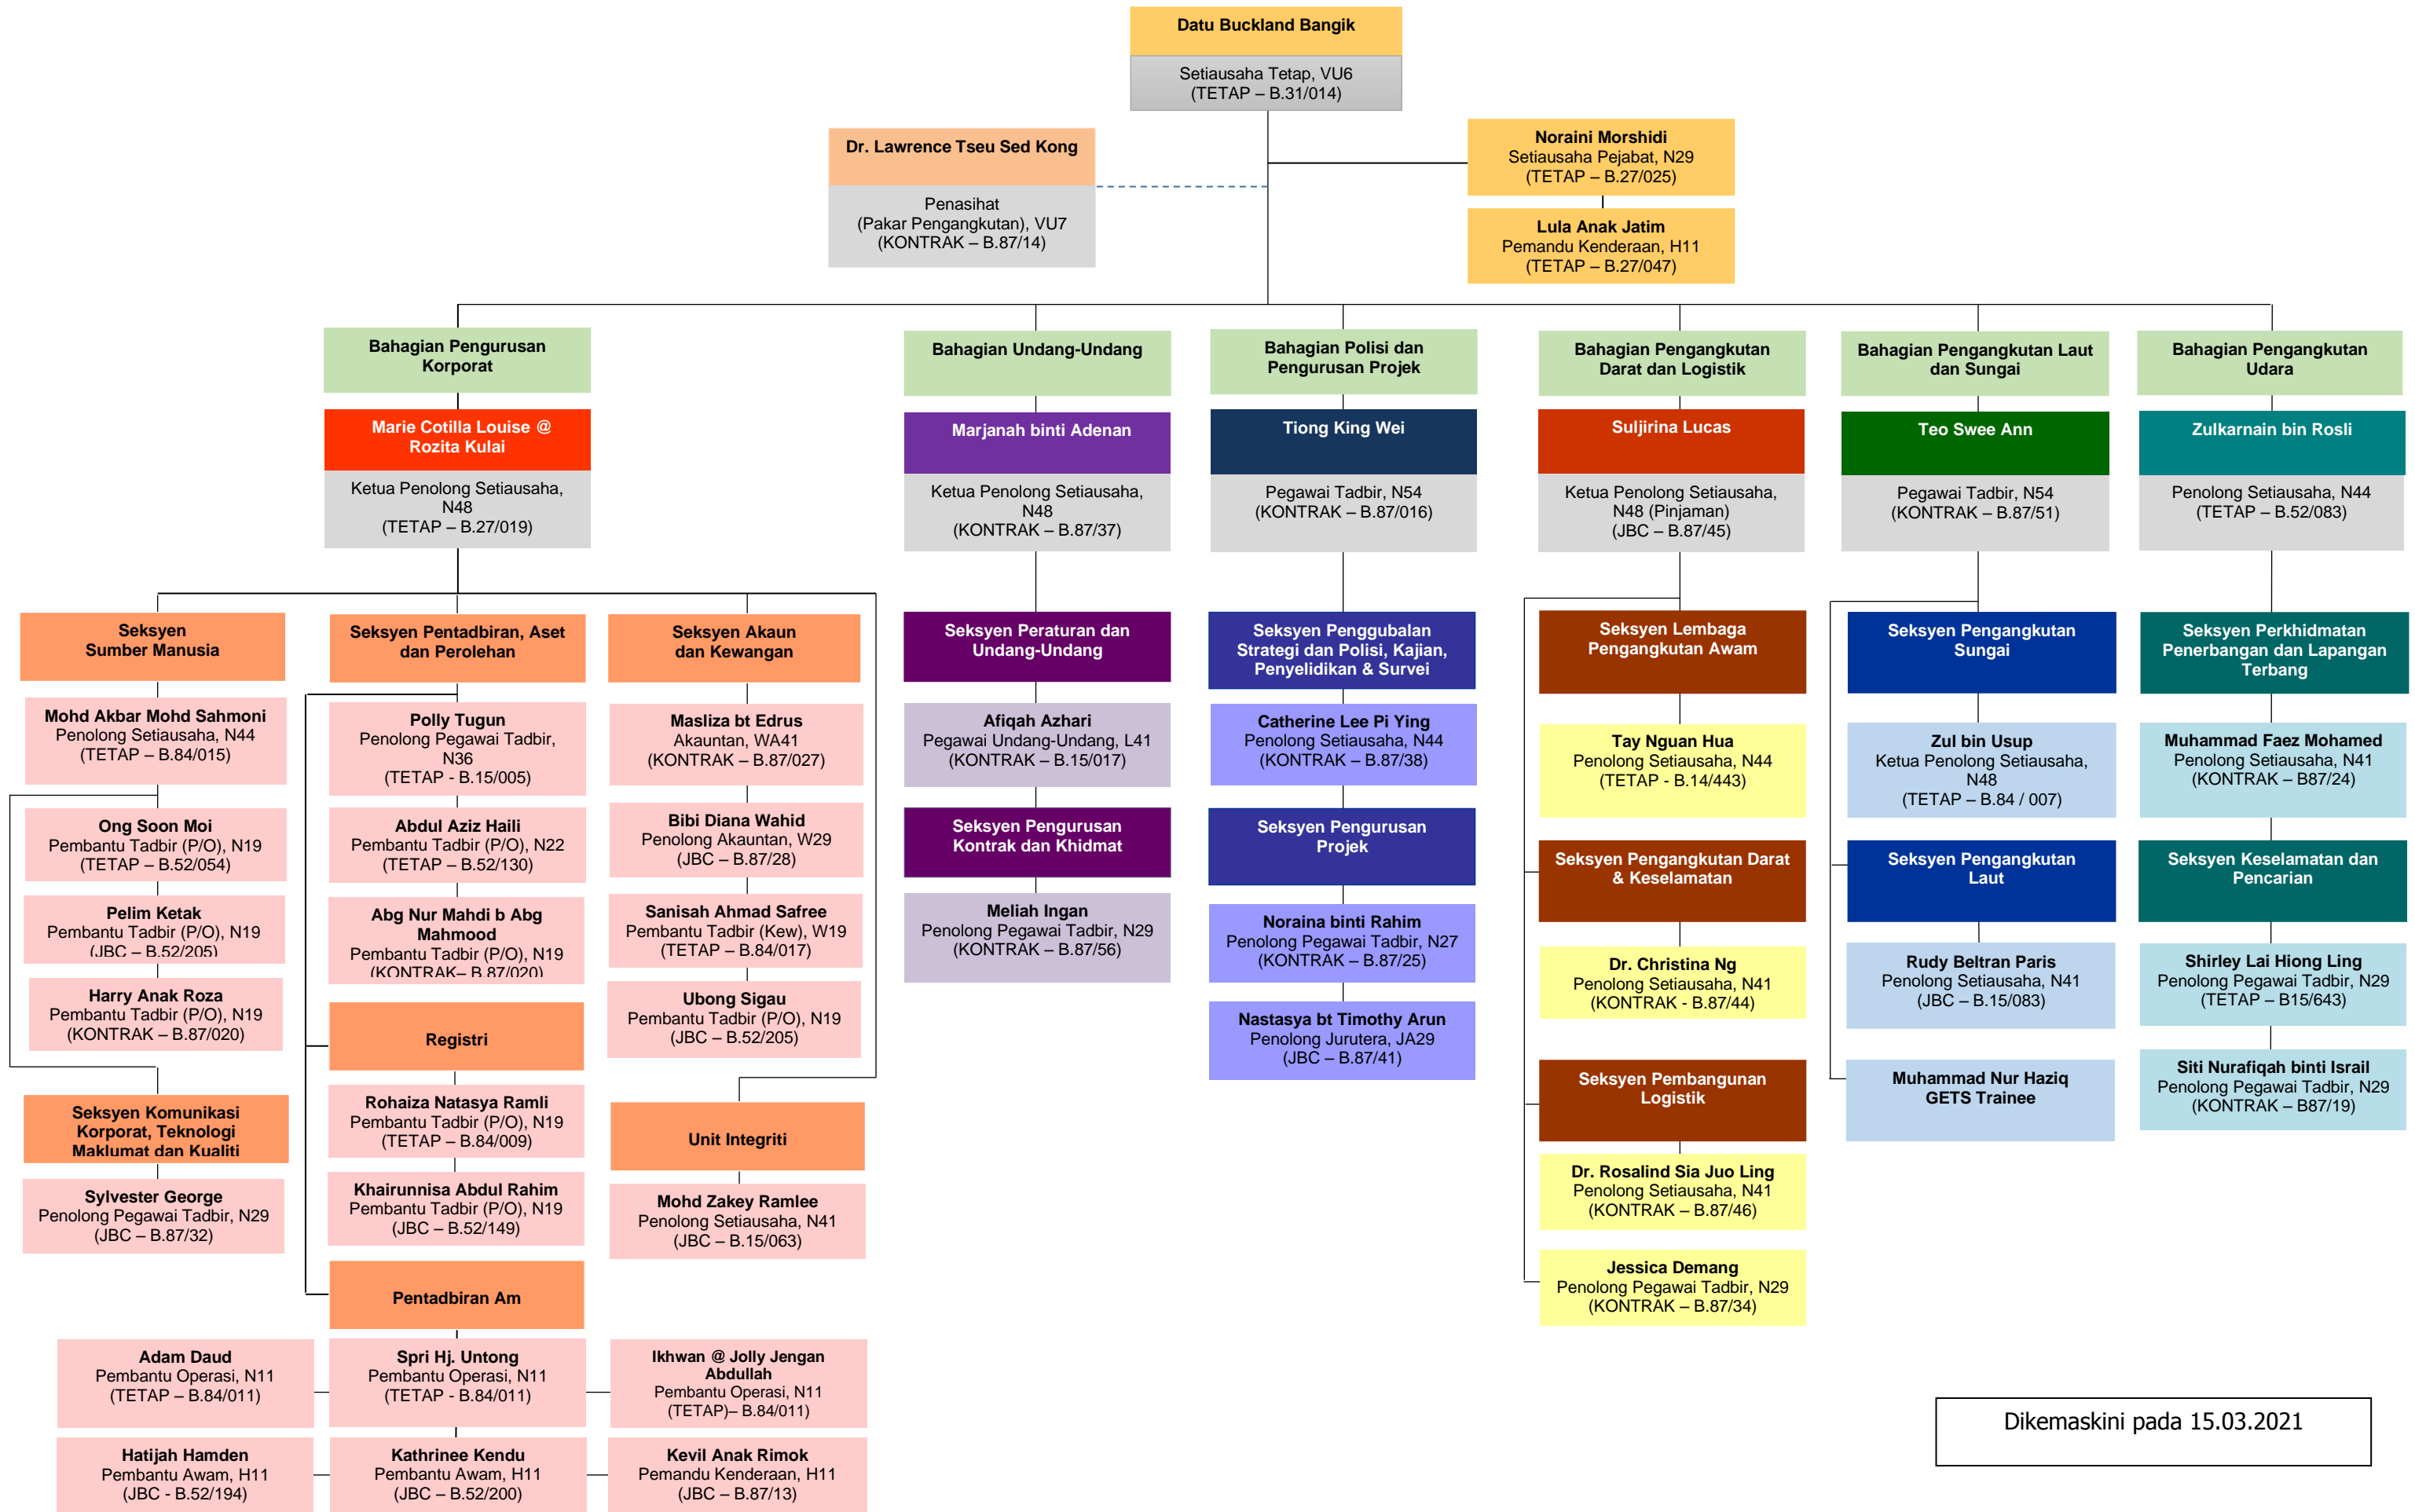 Datu Buckland Bangik
Setiausaha Tetap, VU6
(TETAP – B.31/014)
Dr. Lawrence Tseu Sed Kong
Penasihat
(Pakar Pengangkutan), VU7
(KONTRAK – B.87/14)
Noraini Morshidi
Setiausaha Pejabat, N29
(TETAP – B.27/025)
Lula Anak Jatim
Pemandu Kenderaan, H11
(TETAP – B.27/047)
Bahagian Pengurusan
Korporat
Marie Cotilla Louise @
Rozita Kulai
Ketua Penolong Setiausaha,
N48
(TETAP – B.27/019)
Seksyen
Sumber Manusia
Mohd Akbar Mohd Sahmoni
Penolong Setiausaha, N44
(TETAP – B.84/015)
Ong Soon Moi
Pembantu Tadbir (P/O), N19
(TETAP – B.52/054)
Pelim Ketak
Pembantu Tadbir (P/O), N19
(JBC – B.52/205)
Harry Anak Roza
Pembantu Tadbir (P/O), N19
(KONTRAK – B.87/020)
Seksyen Komunikasi
Korporat, Teknologi
Maklumat dan Kualiti
Sylvester George
Penolong Pegawai Tadbir, N29
(JBC – B.87/32)
Seksyen Pentadbiran, Aset
dan Perolehan
Polly Tugun
Penolong Pegawai Tadbir,
N36
(TETAP - B.15/005)
Abdul Aziz Haili
Pembantu Tadbir (P/O), N22
(TETAP – B.52/130)
Abg Nur Mahdi b Abg
Mahmood
Pembantu Tadbir (P/O), N19
(KONTRAK– B.87/020)
Registri
Rohaiza Natasya Ramli
Pembantu Tadbir (P/O), N19
(TETAP – B.84/009)
Khairunnisa Abdul Rahim
Pembantu Tadbir (P/O), N19
(JBC – B.52/149)
Pentadbiran Am
Adam Daud
Pembantu Operasi, N11
(TETAP – B.84/011)
Spri Hj. Untong
Pembantu Operasi, N11
(TETAP - B.84/011)
Ikhwan @ Jolly Jengan
Abdullah
Pembantu Operasi, N11
(TETAP)– B.84/011)
Hatijah Hamden
Pembantu Awam, H11
(JBC - B.52/194)
Kathrinee Kendu
Pembantu Awam, H11
(JBC – B.52/200)
Kevil Anak Rimok
Pemandu Kenderaan, H11
(JBC – B.87/13)
Seksyen Akaun
dan Kewangan
Masliza bt Edrus
Akauntan, WA41
(KONTRAK – B.87/027)
Bibi Diana Wahid
Penolong Akauntan, W29
(JBC – B.87/28)
Sanisah Ahmad Safree
Pembantu Tadbir (Kew), W19
(TETAP – B.84/017)
Ubong Sigau
Pembantu Tadbir (P/O), N19
(JBC – B.52/205)
Unit Integriti
Mohd Zakey Ramlee
Penolong Setiausaha, N41
(JBC – B.15/063)
Bahagian Undang-Undang
Marjanah binti Adenan
Ketua Penolong Setiausaha,
N48
(KONTRAK – B.87/37)
Seksyen Peraturan dan
Undang-Undang
Afiqah Azhari
Pegawai Undang-Undang, L41
(KONTRAK – B.15/017)
Seksyen Pengurusan
Kontrak dan Khidmat
Meliah Ingan
Penolong Pegawai Tadbir, N29
(KONTRAK – B.87/56)
Bahagian Polisi dan
Pengurusan Projek
Tiong King Wei
Pegawai Tadbir, N54
(KONTRAK – B.87/016)
Seksyen Penggubalan
Strategi dan Polisi, Kajian,
Penyelidikan & Survei
Catherine Lee Pi Ying
Penolong Setiausaha, N44
(KONTRAK – B.87/38)
Seksyen Pengurusan
Projek
Noraina binti Rahim
Penolong Pegawai Tadbir, N27
(KONTRAK – B.87/25)
Nastasya bt Timothy Arun
Penolong Jurutera, JA29
(JBC – B.87/41)
Bahagian Pengangkutan
Darat dan Logistik
Suljirina Lucas
Ketua Penolong Setiausaha,
N48 (Pinjaman)
(JBC – B.87/45)
Seksyen Lembaga
Pengangkutan Awam
Tay Nguan Hua
Penolong Setiausaha, N44
(TETAP - B.14/443)
Seksyen Pengangkutan Darat
& Keselamatan
Dr. Christina Ng
Penolong Setiausaha, N41
(KONTRAK - B.87/44)
Seksyen Pembangunan
Logistik
Dr. Rosalind Sia Juo Ling
Penolong Setiausaha, N41
(KONTRAK – B.87/46)
Jessica Demang
Penolong Pegawai Tadbir, N29
(KONTRAK – B.87/34)
Bahagian Pengangkutan Laut
dan Sungai
Teo Swee Ann
Pegawai Tadbir, N54
(KONTRAK – B.87/51)
Seksyen Pengangkutan
Sungai
Zul bin Usup
Ketua Penolong Setiausaha,
N48
(TETAP – B.84 / 007)
Seksyen Pengangkutan
Laut
Rudy Beltran Paris
Penolong Setiausaha, N41
(JBC – B.15/083)
Muhammad Nur Haziq
GETS Trainee
Bahagian Pengangkutan
Udara
Zulkarnain bin Rosli
Penolong Setiausaha, N44
(TETAP – B.52/083)
Seksyen Perkhidmatan
Penerbangan dan Lapangan
Terbang
Muhammad Faez Mohamed
Penolong Setiausaha, N41
(KONTRAK – B87/24)
Seksyen Keselamatan dan
Pencarian
Shirley Lai Hiong Ling
Penolong Pegawai Tadbir, N29
(TETAP – B15/643)
Siti Nurafiqah binti Israil
Penolong Pegawai Tadbir, N29
(KONTRAK – B87/19)
Dikemaskini pada 15.03.2021